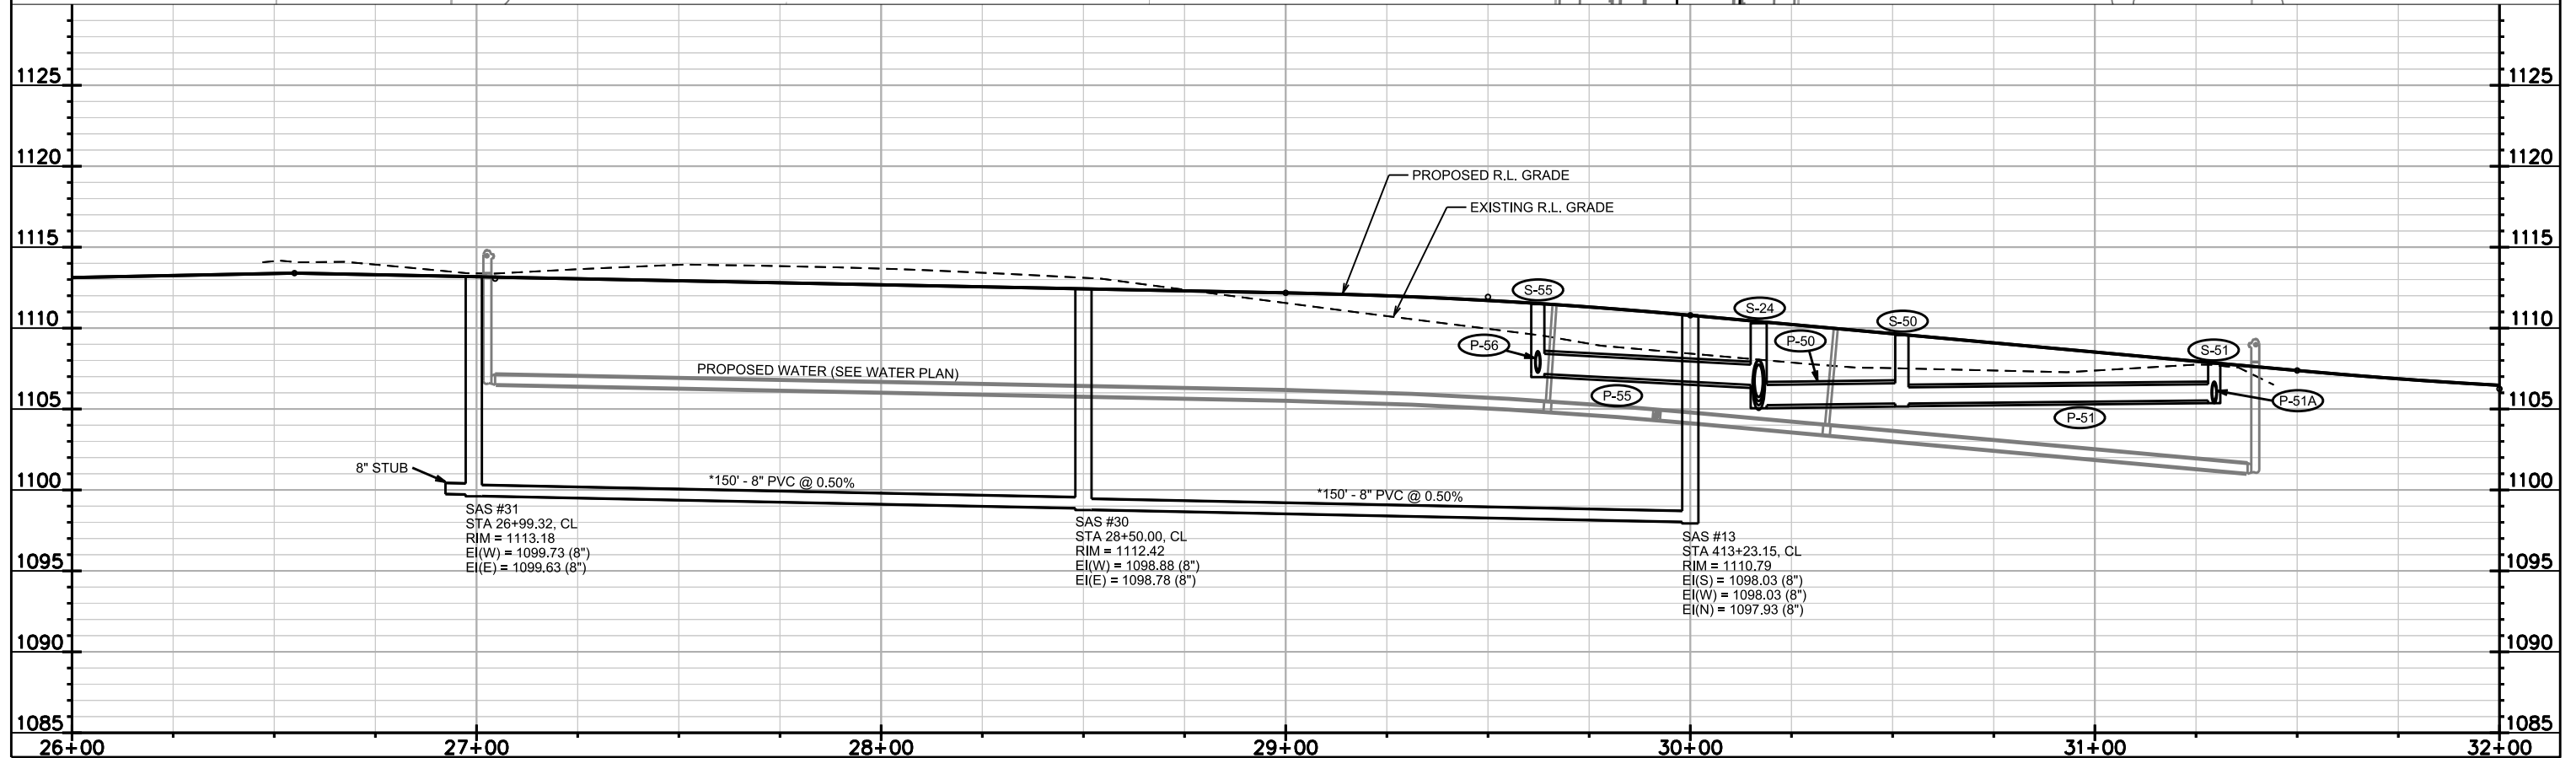 1125
1125
1120
1120
PROPOSED R.L. GRADE
EXISTING R.L. GRADE
1115
1115
S-55
S-24
S-50
1110
1110
P-56
P-50
S-51
PROPOSED WATER (SEE WATER PLAN)
P-55
P-51A
1105
1105
P-51
8" STUB
*150' - 8" PVC @ 0.50%
*150' - 8" PVC @ 0.50%
1100
1100
SAS #31
STA 26+99.32, CL
RIM = 1113.18
EI(W) = 1099.73 (8")
EI(E) = 1099.63 (8")
SAS #30
STA 28+50.00, CL
RIM = 1112.42
EI(W) = 1098.88 (8")
EI(E) = 1098.78 (8")
SAS #13
STA 413+23.15, CL
RIM = 1110.79
EI(S) = 1098.03 (8")
EI(W) = 1098.03 (8")
EI(N) = 1097.93 (8")
1095
1095
1090
1090
1085
1085
26+00
27+00
28+00
29+00
30+00
31+00
32+00